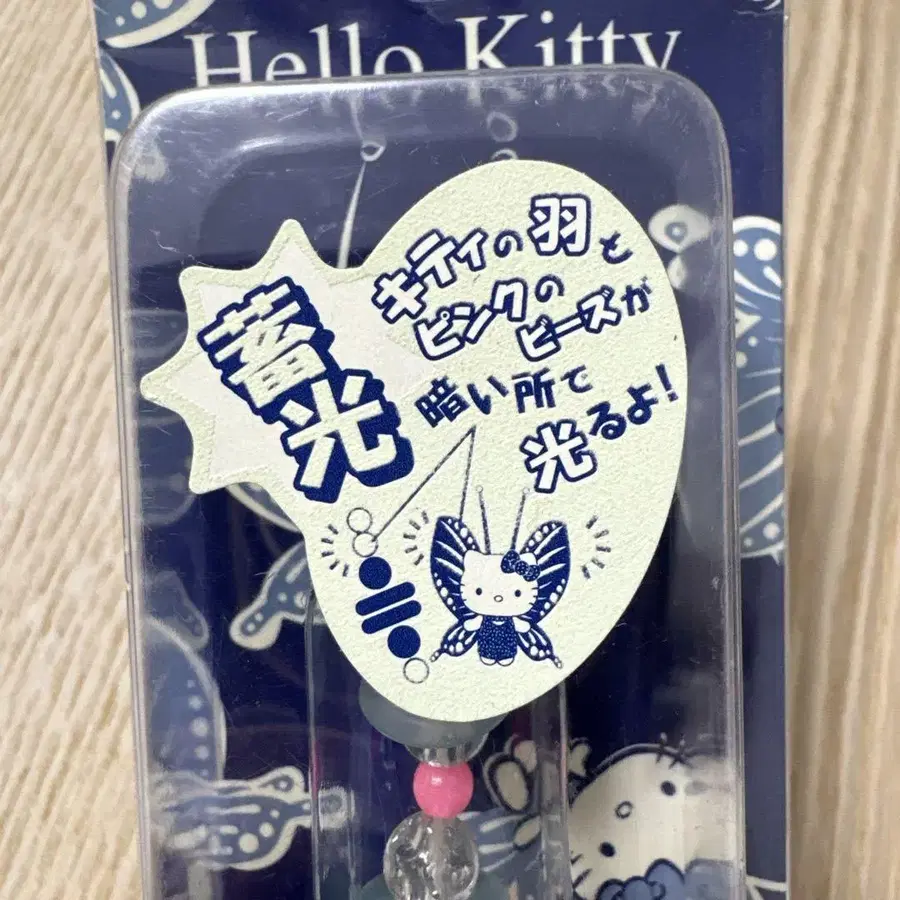 Hello Kitty
蓄光
キティの羽と
ピンクの
ビーズが
暗い所で
光るよ!